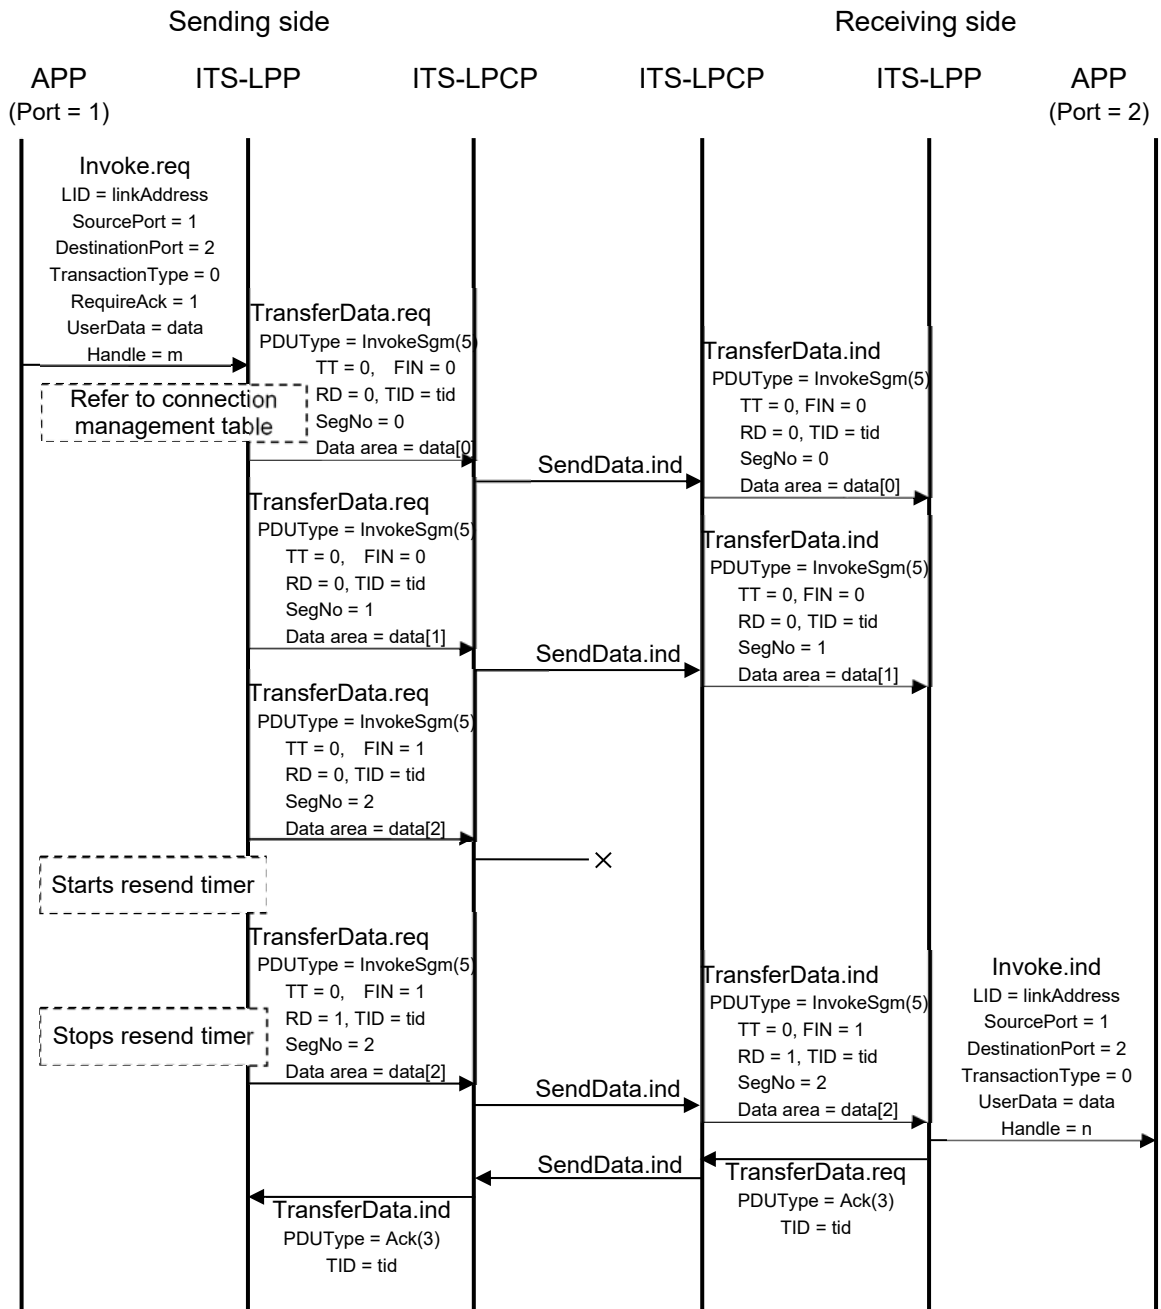 Sending side
Receiving side
APP
(Port = 1)
ITS-LPP
ITS-LPCP
ITS-LPCP
ITS-LPP
APP
(Port = 2)
Invoke.req
LID = linkAddress
SourcePort = 1
DestinationPort = 2
TransactionType = 0
RequireAck = 1
UserData = data
Handle = m
Refer to connection
management table
TransferData.req
PDUType = InvokeSgm(5)
TT = 0, FIN = 0
RD = 0, TID = tid
SegNo = 0
Data area = data[0]
SendData.ind
TransferData.ind
PDUType = InvokeSgm(5)
TT = 0, FIN = 0
RD = 0, TID = tid
SegNo = 0
Data area = data[0]
TransferData.req
PDUType = InvokeSgm(5)
TT = 0, FIN = 0
RD = 0, TID = tid
SegNo = 1
Data area = data[1]
SendData.ind
TransferData.ind
PDUType = InvokeSgm(5)
TT = 0, FIN = 0
RD = 0, TID = tid
SegNo = 1
Data area = data[1]
TransferData.req
PDUType = InvokeSgm(5)
TT = 0, FIN = 1
RD = 0, TID = tid
SegNo = 2
Data area = data[2]
Starts resend timer
TransferData.req
PDUType = InvokeSgm(5)
TT = 0, FIN = 1
RD = 1, TID = tid
SegNo = 2
Data area = data[2]
Stops resend timer
SendData.ind
TransferData.ind
PDUType = InvokeSgm(5)
TT = 0, FIN = 1
RD = 1, TID = tid
SegNo = 2
Data area = data[2]
Invoke.ind
LID = linkAddress
SourcePort = 1
DestinationPort = 2
TransactionType = 0
UserData = data
Handle = n
TransferData.req
PDUType = Ack(3)
TID = tid
SendData.ind
TransferData.ind
PDUType = Ack(3)
TID = tid